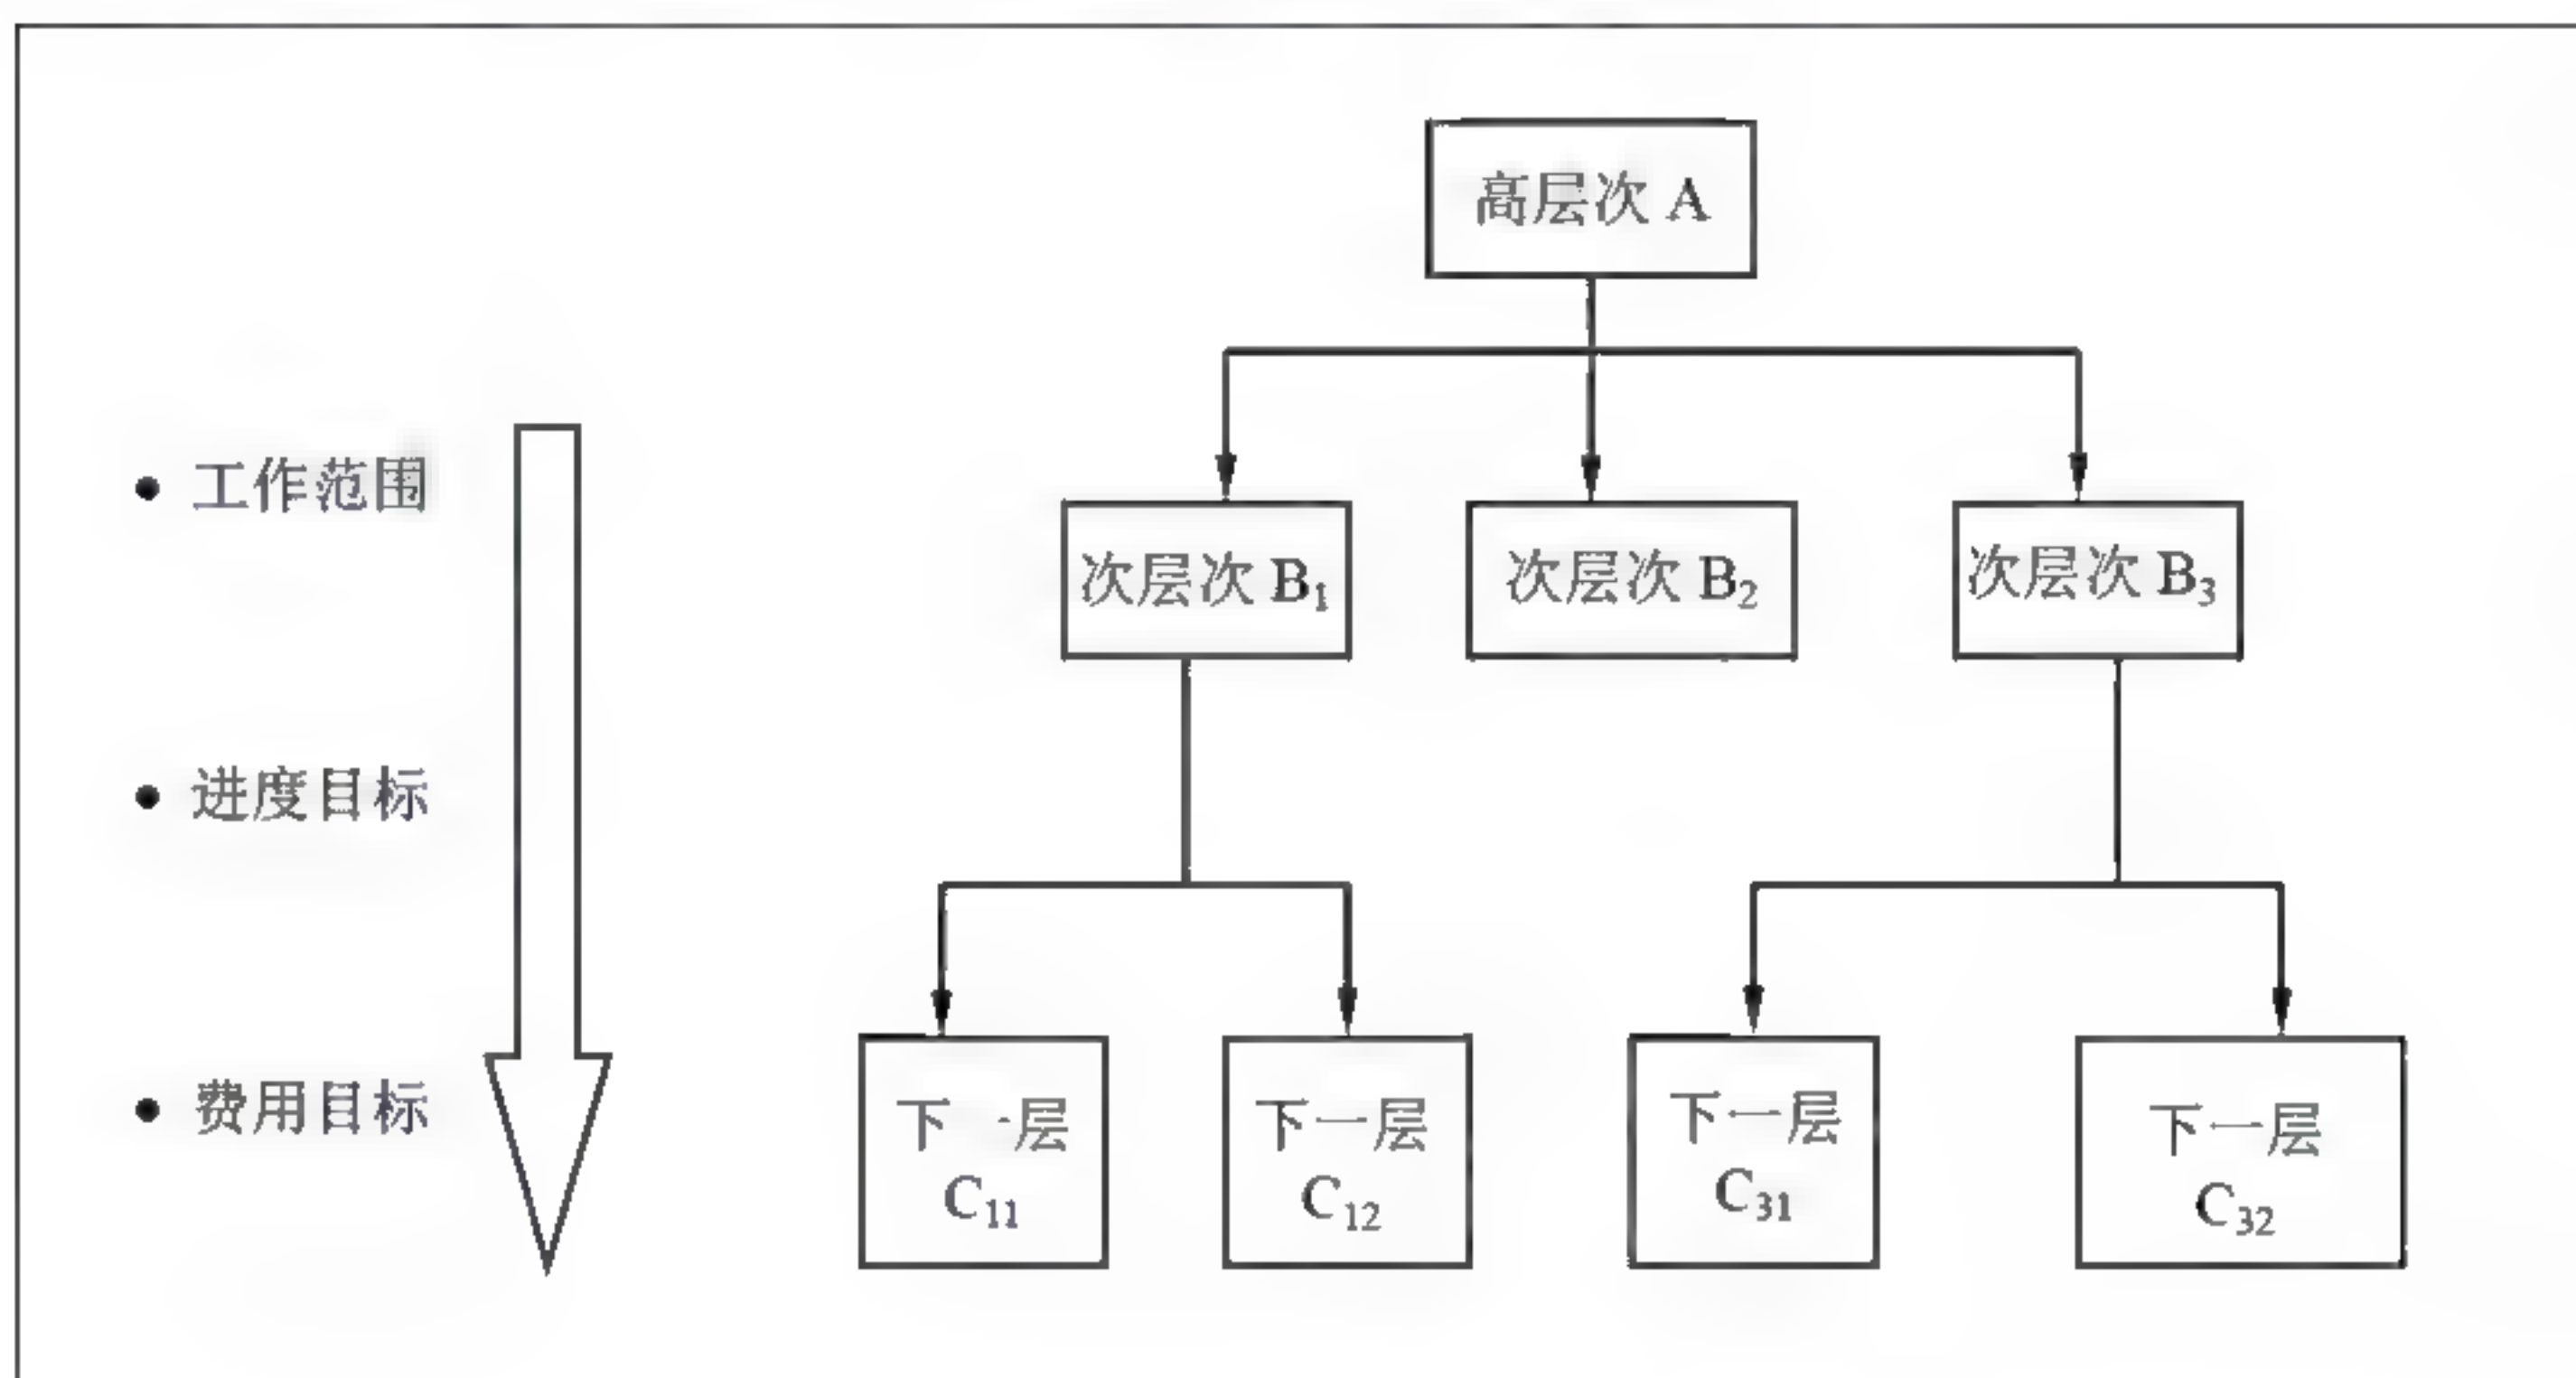 高层次 A
• 工作范围
次层次 B₁
次层次 B₂
次层次 B₃
• 进度目标
• 费用目标
下一层
C₁₁
下一层
C₁₂
下一层
C₃₁
下一层
C₃₂